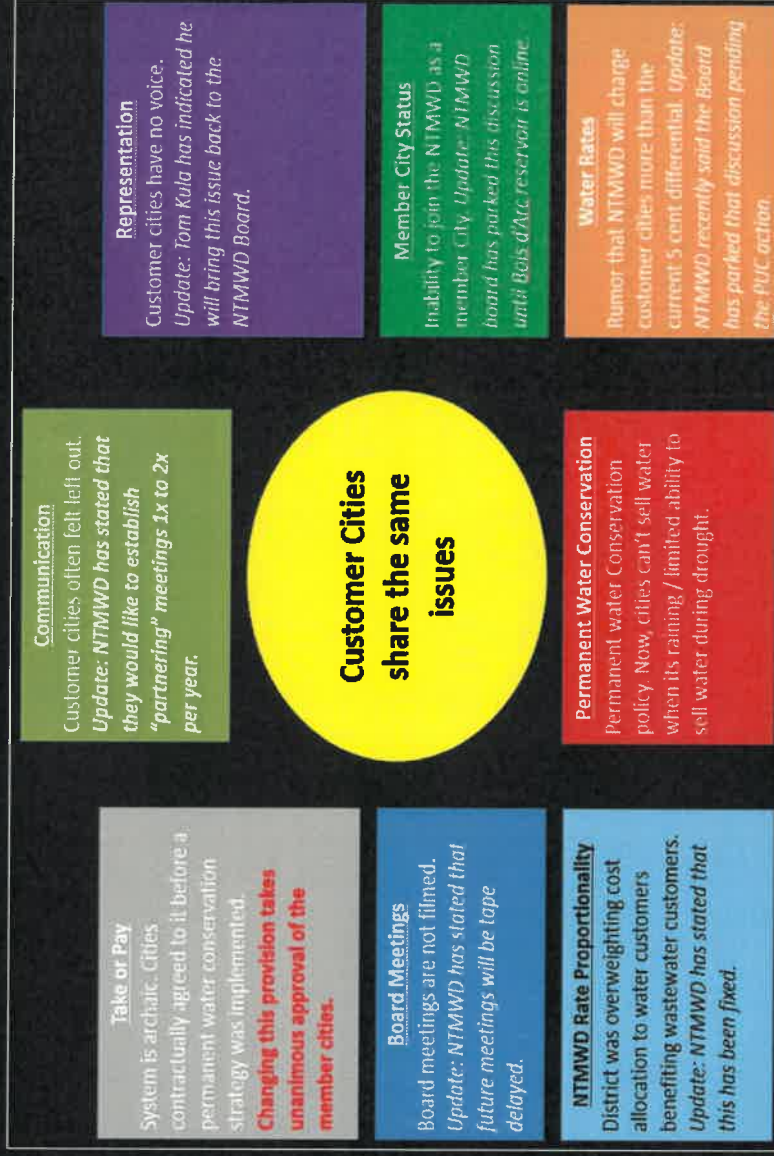 Take or Pay
System is archaic. Cities
contractually agreed to it before a
permanent water conservation
strategy was implemented.
Changing this provision takes
unanimous approval of the
member cities.
Communication
Customer cities often felt left out.
Update: NTMWD has stated that
they would like to establish
"partnering" meetings 1x to 2x
per year.
Representation
Customer cities have no voice.
Update: Tom Kula has indicated he
will bring this issue back to the
NTMWD Board.
Board Meetings
Board meetings are not filmed.
Update: NTMWD has stated that
future meetings will be tape
delayed.
Customer Cities
share the same
issues
Member City Status
Inability to join the NTMWD as a
member City. Update: NTMWD
board has parked this discussion
until Bois d'Arc reservoir is online.
NTMWD Rate Proportionality
District was overweighting cost
allocation to water customers
benefiting wastewater customers.
Update: NTMWD has stated that
this has been fixed.
Permanent Water Conservation
Permanent water Conservation
policy. Now, cities can't sell water
when its raining / limited ability to
sell water during drought.
Water Rates
Rumor that NTMWD will charge
customer cities more than the
current 5 cent differential. Update:
NTMWD recently said the Board
has parked that discussion pending
the PUC action.